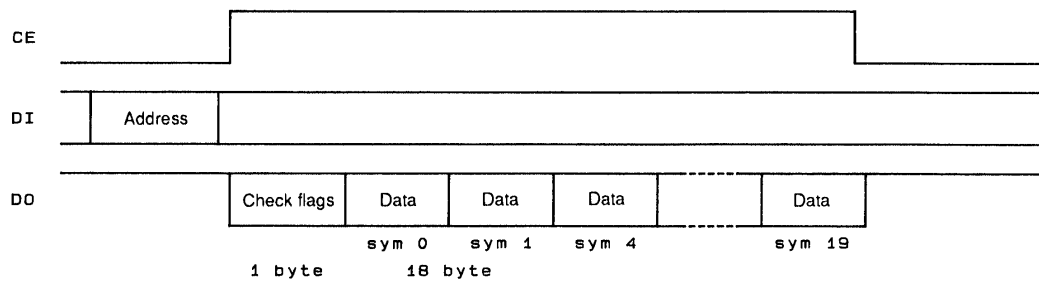 CE
DI Address
DO Check flags Data Data Data Data
sym 0 sym 1 sym 4 sym 19
1 byte 18 byte